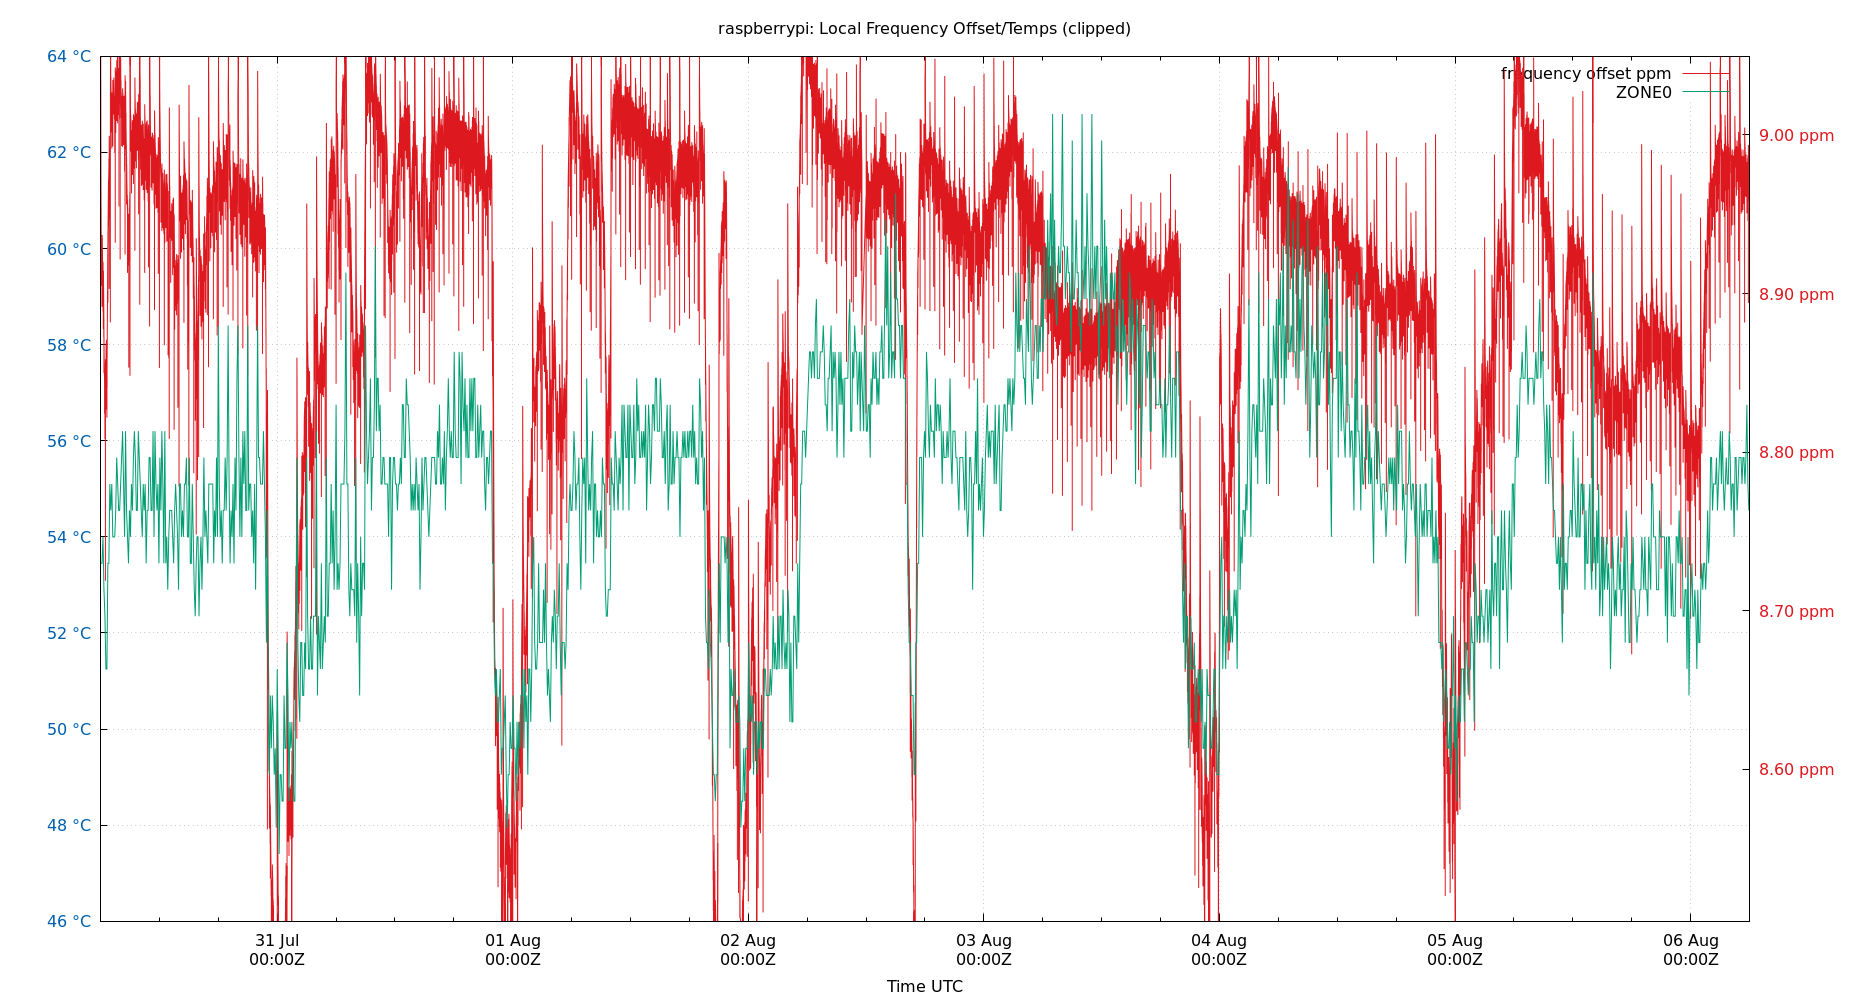 raspberrypi: Local Frequency Offset/Temps (clipped)
64 °C
62 °C
60 °C
58 °C
56 °C
54 °C
52 °C
50 °C
48 °C
46 °C
frequency offset ppm
ZONE0
9.00 ppm
8.90 ppm
8.80 ppm
8.70 ppm
8.60 ppm
31 Jul
00:00Z
01 Aug
00:00Z
02 Aug
00:00Z
03 Aug
00:00Z
04 Aug
00:00Z
05 Aug
00:00Z
06 Aug
00:00Z
Time UTC